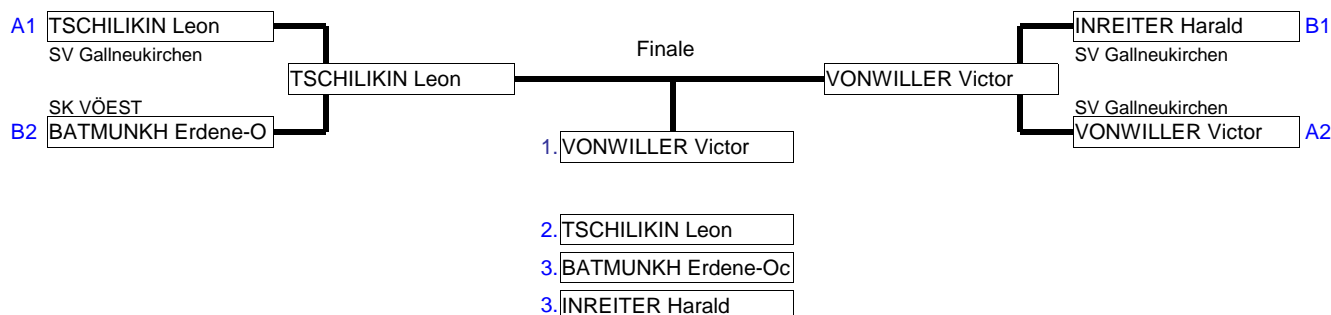 A1 TSCHILIKIN Leon
SV Gallneukirchen
SK VÖEST
B2 BATMUNKH Erdene-O
TSCHILIKIN Leon
Finale
VONWILLER Victor
INREITER Harald B1
SV Gallneukirchen
SV Gallneukirchen
VONWILLER Victor A2
1. VONWILLER Victor
2. TSCHILIKIN Leon
3. BATMUNKH Erdene-Oc
3. INREITER Harald